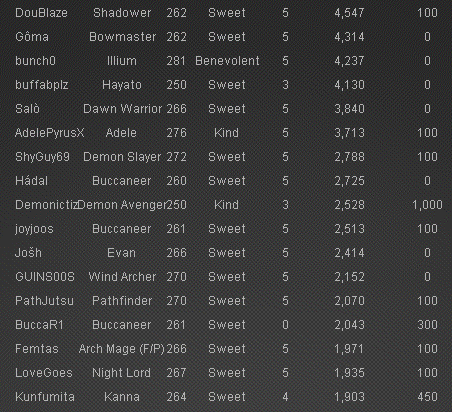 DouBlaze Shadower 262 Sweet 5 4,547 100
Gôma Bowmaster 262 Sweet 5 4,314 0
bunch0 Illium 281 Benevolent 5 4,237 0
buffabplz Hayato 250 Sweet 3 4,130 0
Salò Dawn Warrior 266 Sweet 5 3,840 0
AdelePyrusX Adele 276 Kind 5 3,713 100
ShyGuy69 Demon Slayer 272 Sweet 5 2,788 100
Hádal Buccaneer 260 Sweet 5 2,725 0
Demonictiz Demon Avenger 250 Kind 3 2,528 1,000
joyjoos Buccaneer 261 Sweet 5 2,513 100
Jošh Evan 266 Sweet 5 2,414 0
GUINS00S Wind Archer 270 Sweet 5 2,152 0
PathJutsu Pathfinder 270 Sweet 5 2,070 100
BuccaR1 Buccaneer 261 Sweet 0 2,043 300
Femtas Arch Mage (F/P) 266 Sweet 5 1,971 100
LoveGoes Night Lord 267 Sweet 5 1,935 100
Kunfumita Kanna 264 Sweet 4 1,903 450